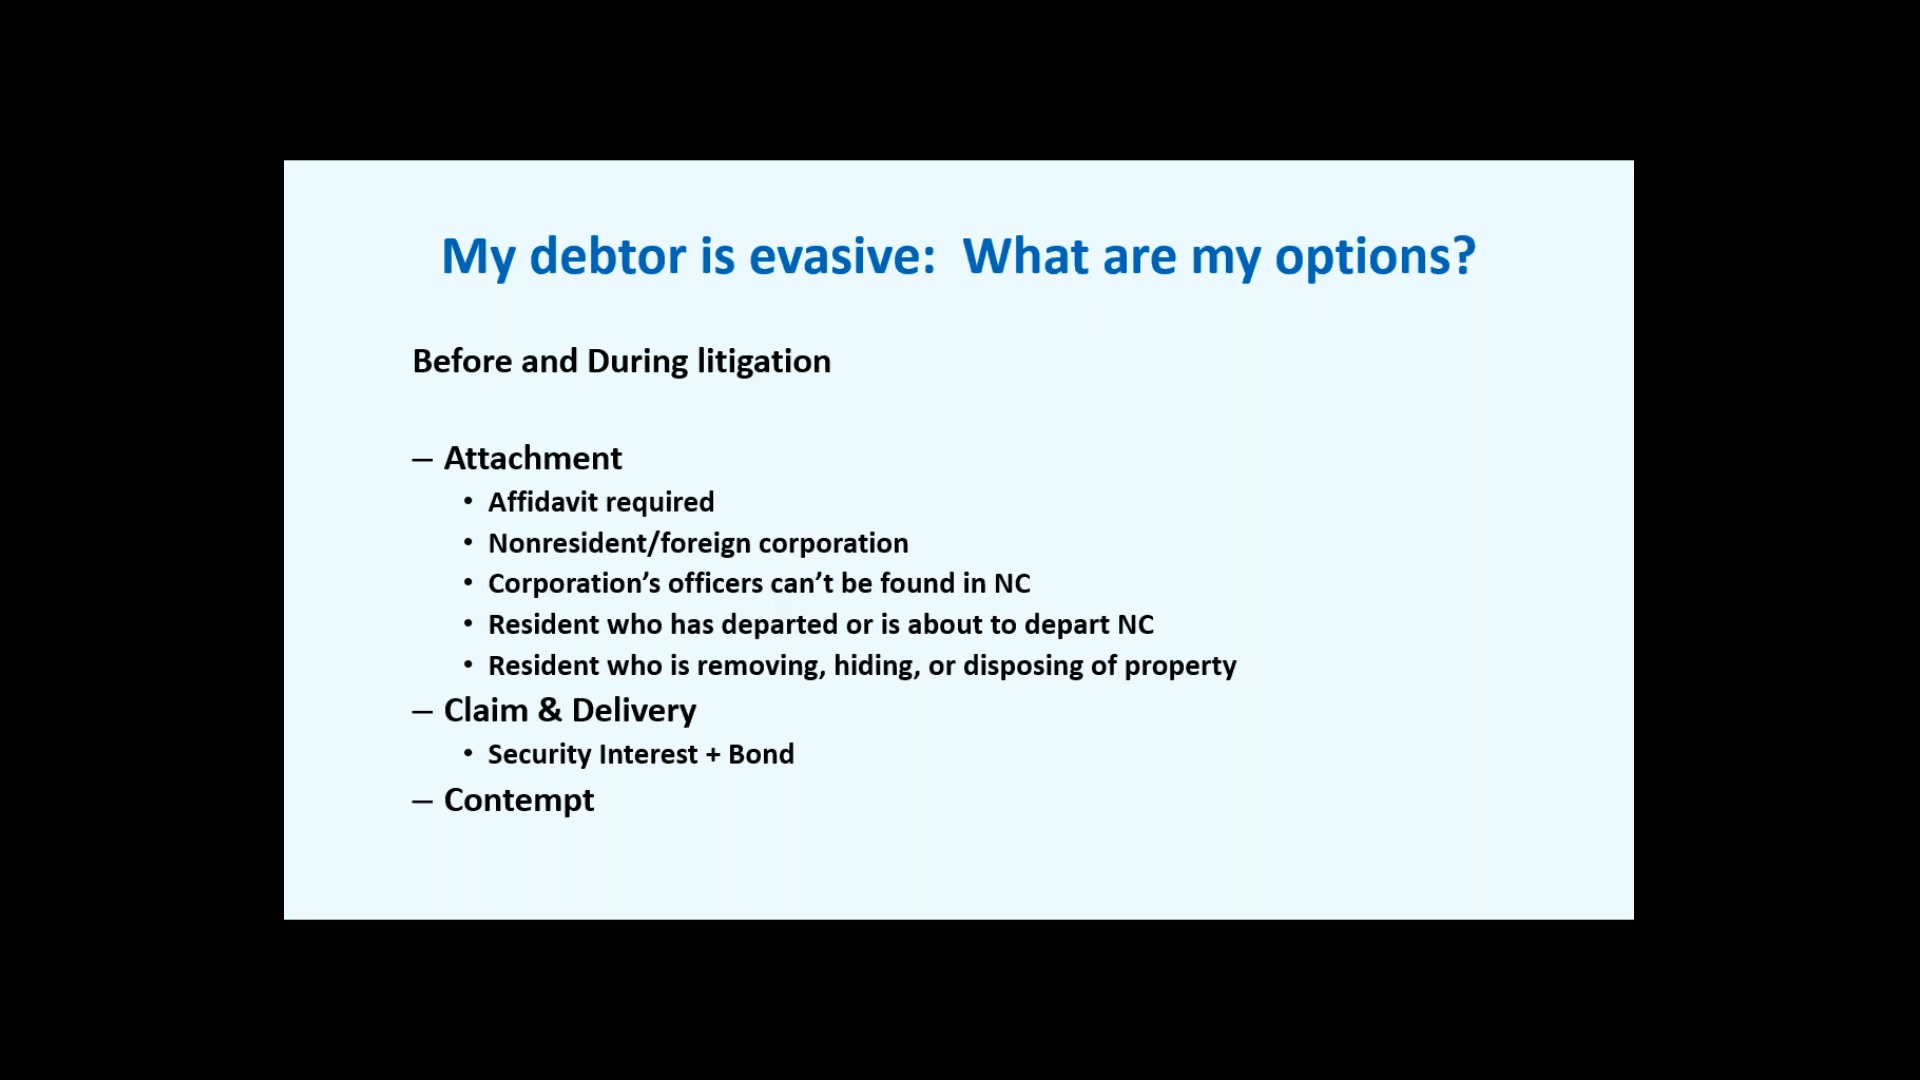 My debtor is evasive:  What are my options?
Before and During litigation
– Attachment
• Affidavit required
• Nonresident/foreign corporation
• Corporation’s officers can’t be found in NC
• Resident who has departed or is about to depart NC
• Resident who is removing, hiding, or disposing of property
– Claim & Delivery
• Security Interest + Bond
– Contempt